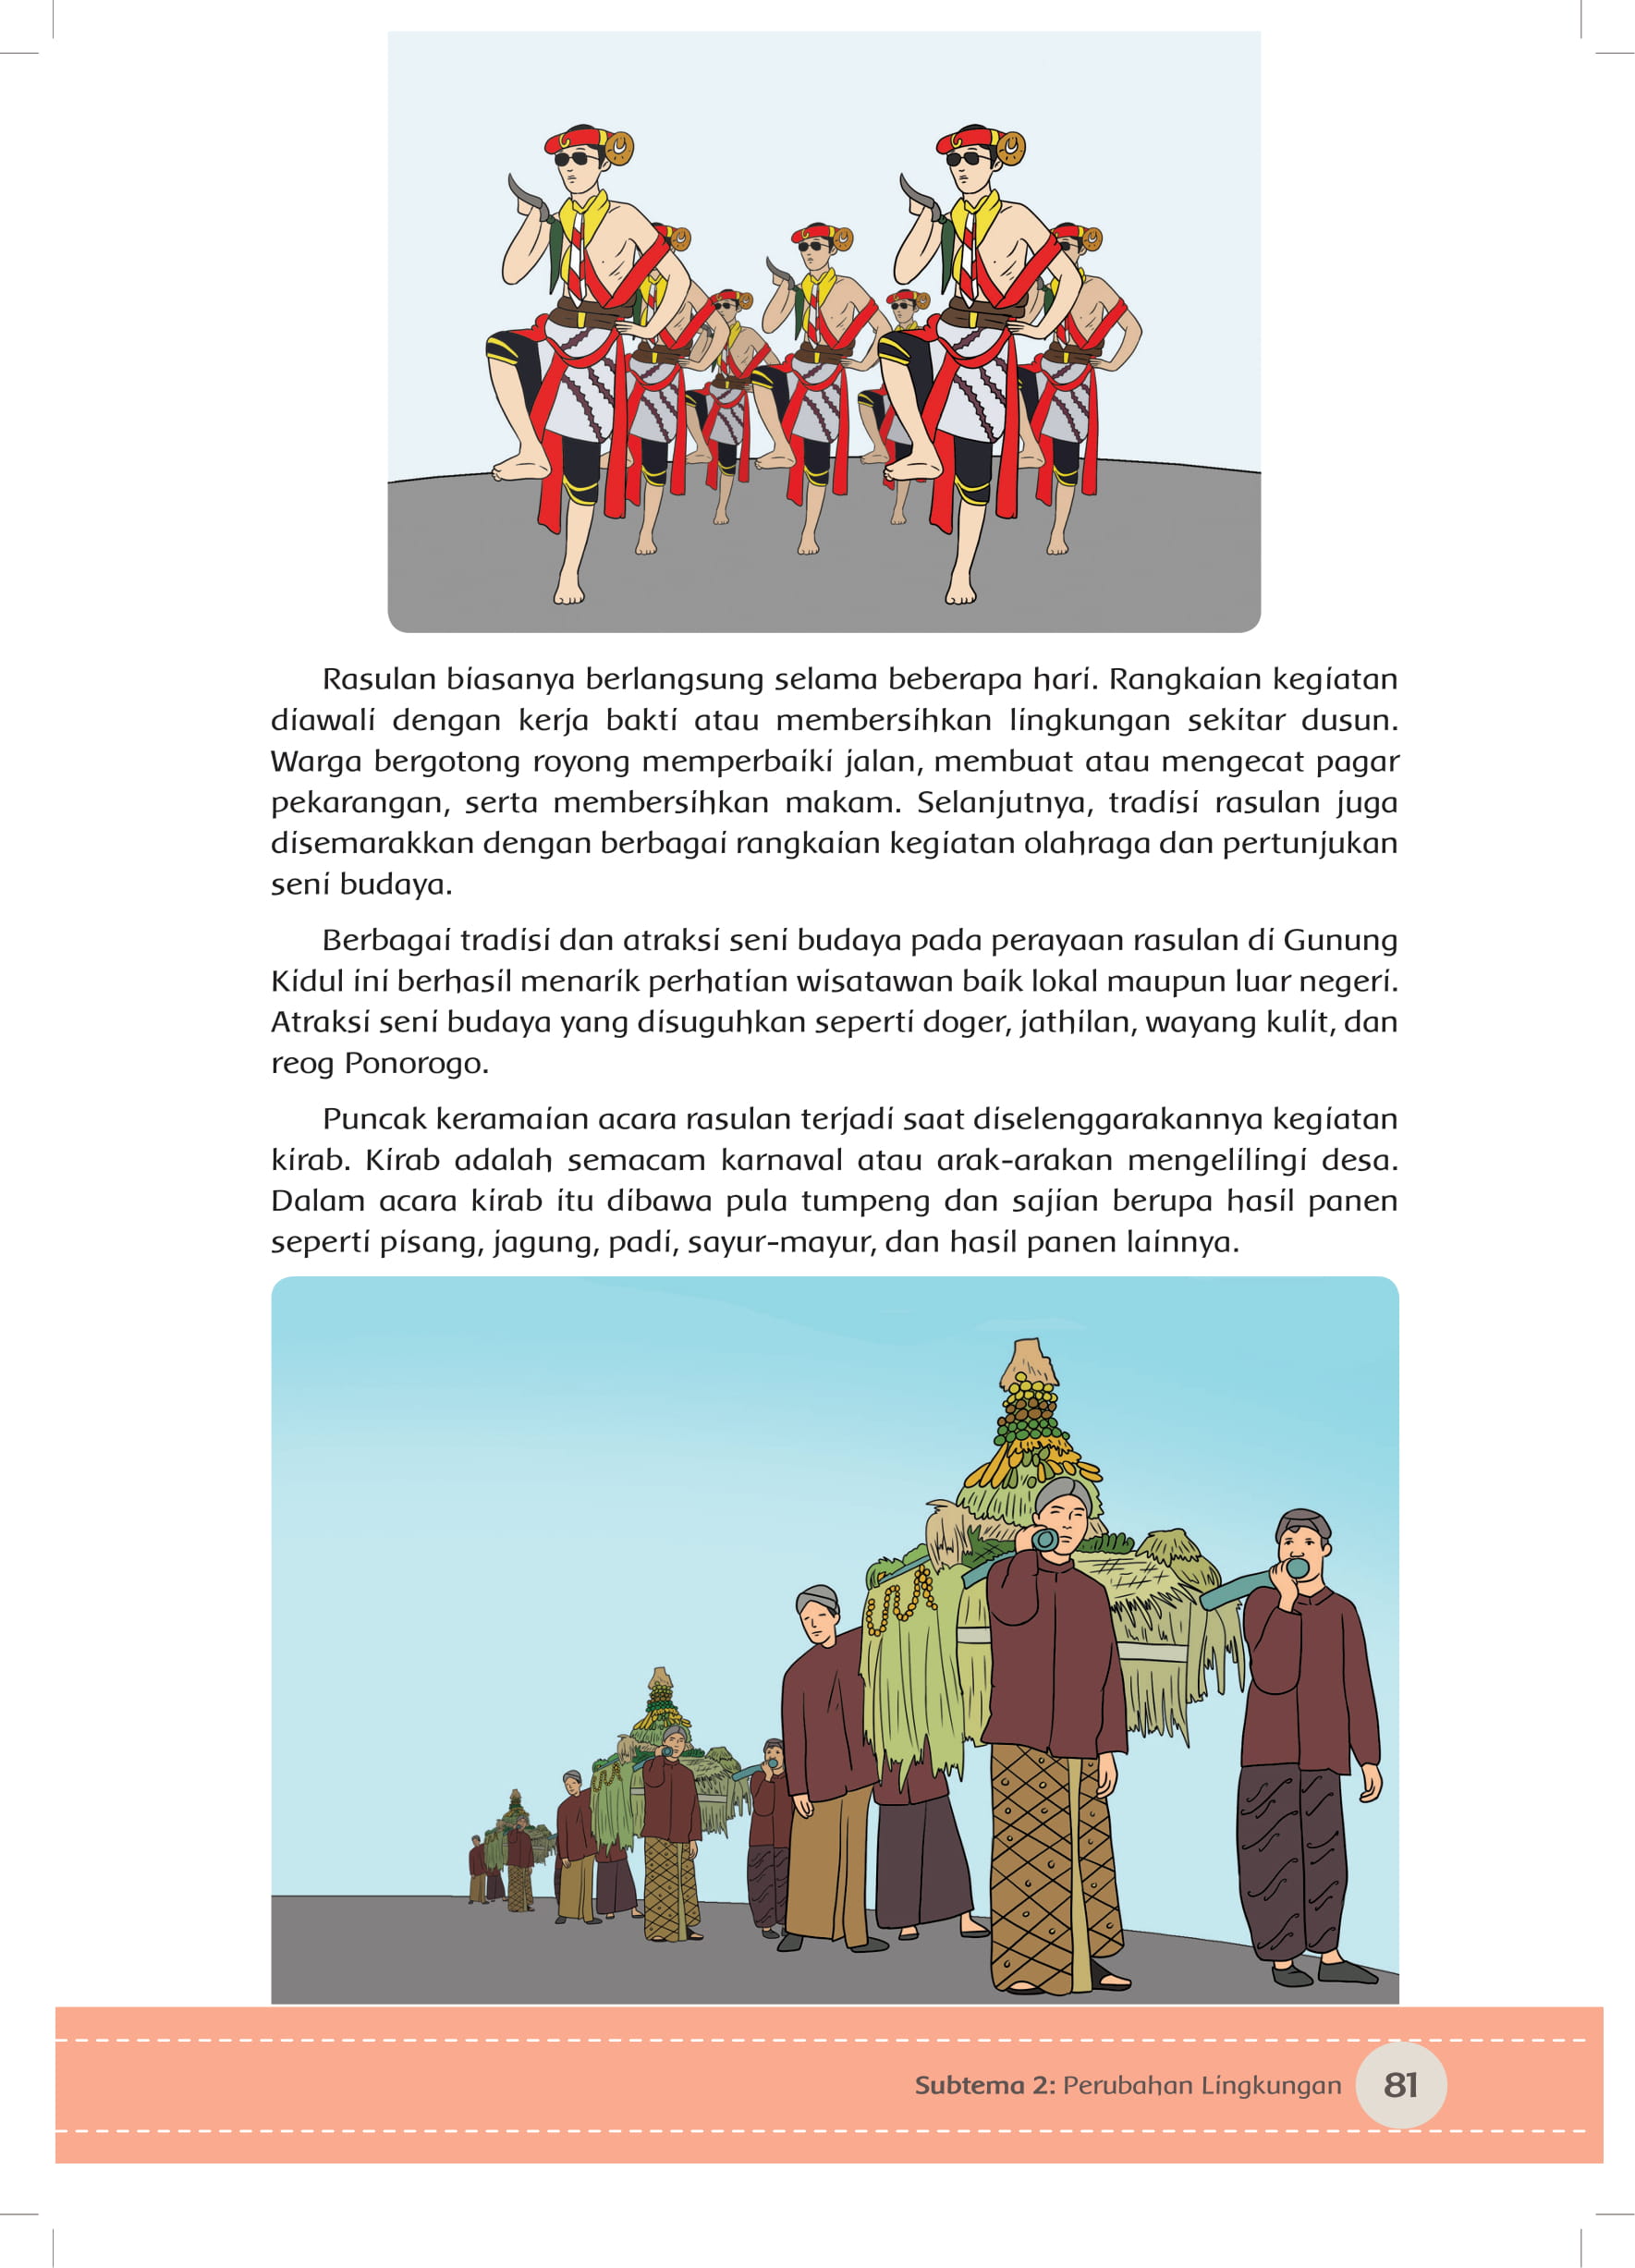 Rasulan biasanya berlangsung selama beberapa hari. Rangkaian kegiatan
diawali dengan kerja bakti atau membersihkan lingkungan sekitar dusun.
Warga bergotong royong memperbaiki jalan, membuat atau mengecat pagar
pekarangan, serta membersihkan makam. Selanjutnya, tradisi rasulan juga
disemarakkan dengan berbagai rangkaian kegiatan olahraga dan pertunjukan
seni budaya.
Berbagai tradisi dan atraksi seni budaya pada perayaan rasulan di Gunung
Kidul ini berhasil menarik perhatian wisatawan baik lokal maupun luar negeri.
Atraksi seni budaya yang disuguhkan seperti doger, jathilan, wayang kulit, dan
reog Ponorogo.
Puncak keramaian acara rasulan terjadi saat diselenggarakannya kegiatan
kirab. Kirab adalah semacam karnaval atau arak-arakan mengelilingi desa.
Dalam acara kirab itu dibawa pula tumpeng dan sajian berupa hasil panen
seperti pisang, jagung, padi, sayur-mayur, dan hasil panen lainnya.
Subtema 2: Perubahan Lingkungan 81